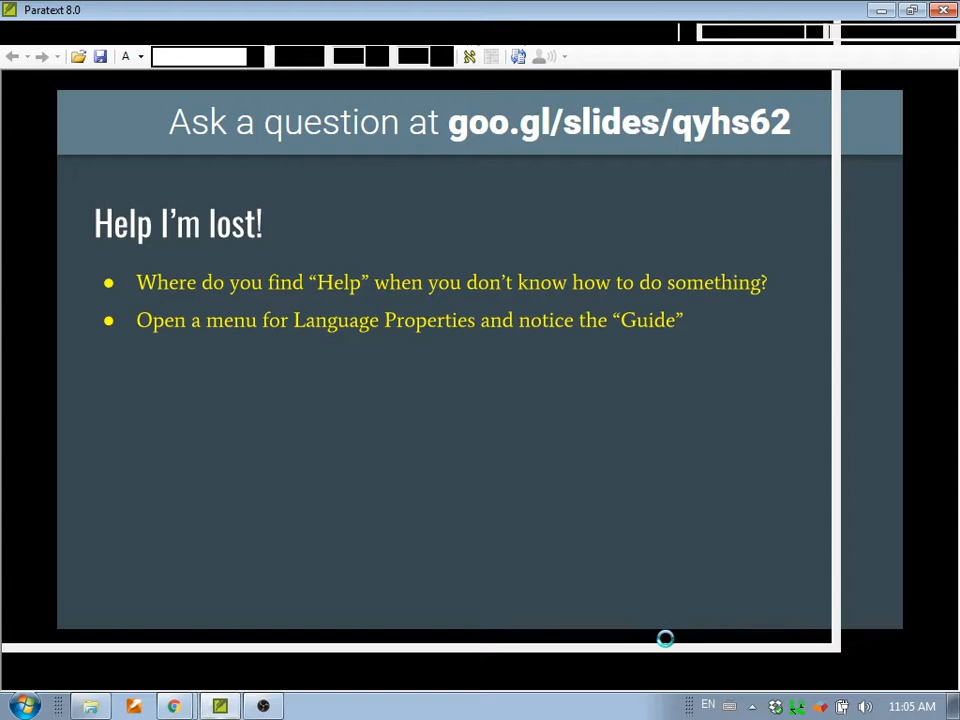 Paratext 8.0
A
Ask a question at goo.gl/slides/qyhs62
Help I'm lost!
● Where do you find “Help” when you don't know how to do something?
● Open a menu for Language Properties and notice the “Guide”
EN
11:05 AM